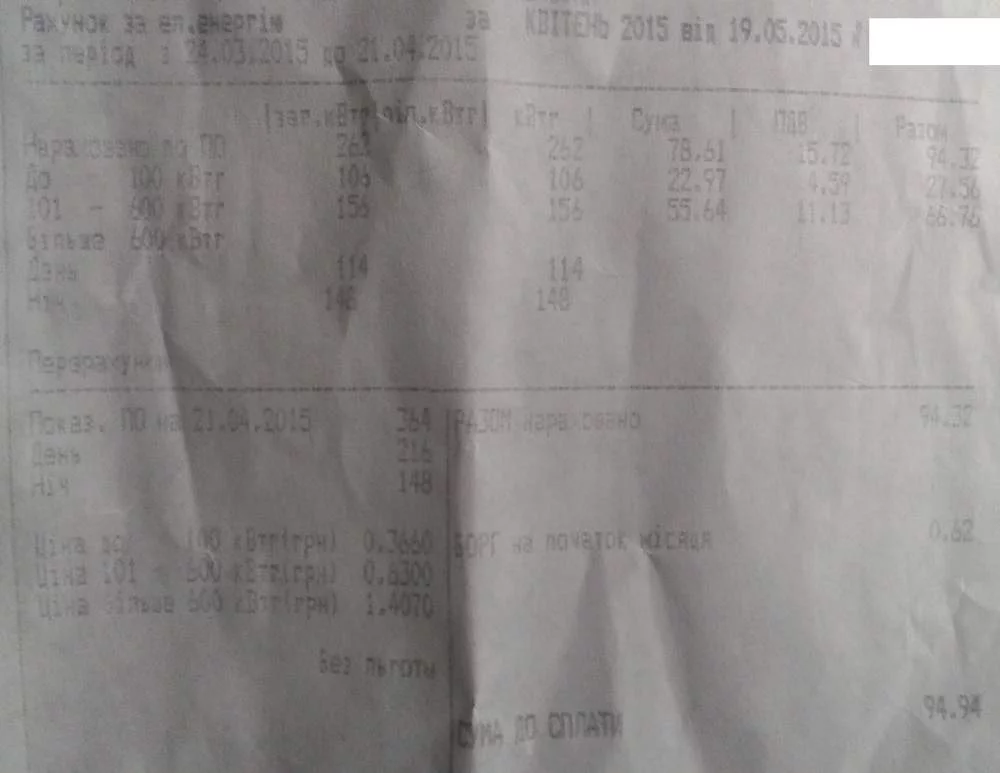 Рахунок за ел.енергію за КВІТЕНЬ 2015 від 19.05.2015
за період з 24.03.2015 до 21.04.2015
|заг.кВтг|піл.кВтг| кВтг | Сума | ПДВ | Разом
Нараховано по ПО 262 262 78.61 15.72 94.32
До - 100 кВтг 106 106 22.97 4.59 27.56
101 - 600 кВтг 156 156 55.64 11.13 66.76
Більше 600 кВтг
День 114 114
Ніч 148 148
Перерахунки
Показ. ПО на 21.04.2015 364 РАЗОМ нараховано 94.32
День 216
Ніч 148
Ціна до 100 кВтг(грн) 0.3660 БОРГ на початок місяця 0.62
Ціна 101 - 600 кВтг(грн) 0.6300
Ціна більше 600 кВтг(грн) 1.4070
Без пьготи
СУМА ДО СПЛАТИ 94.94